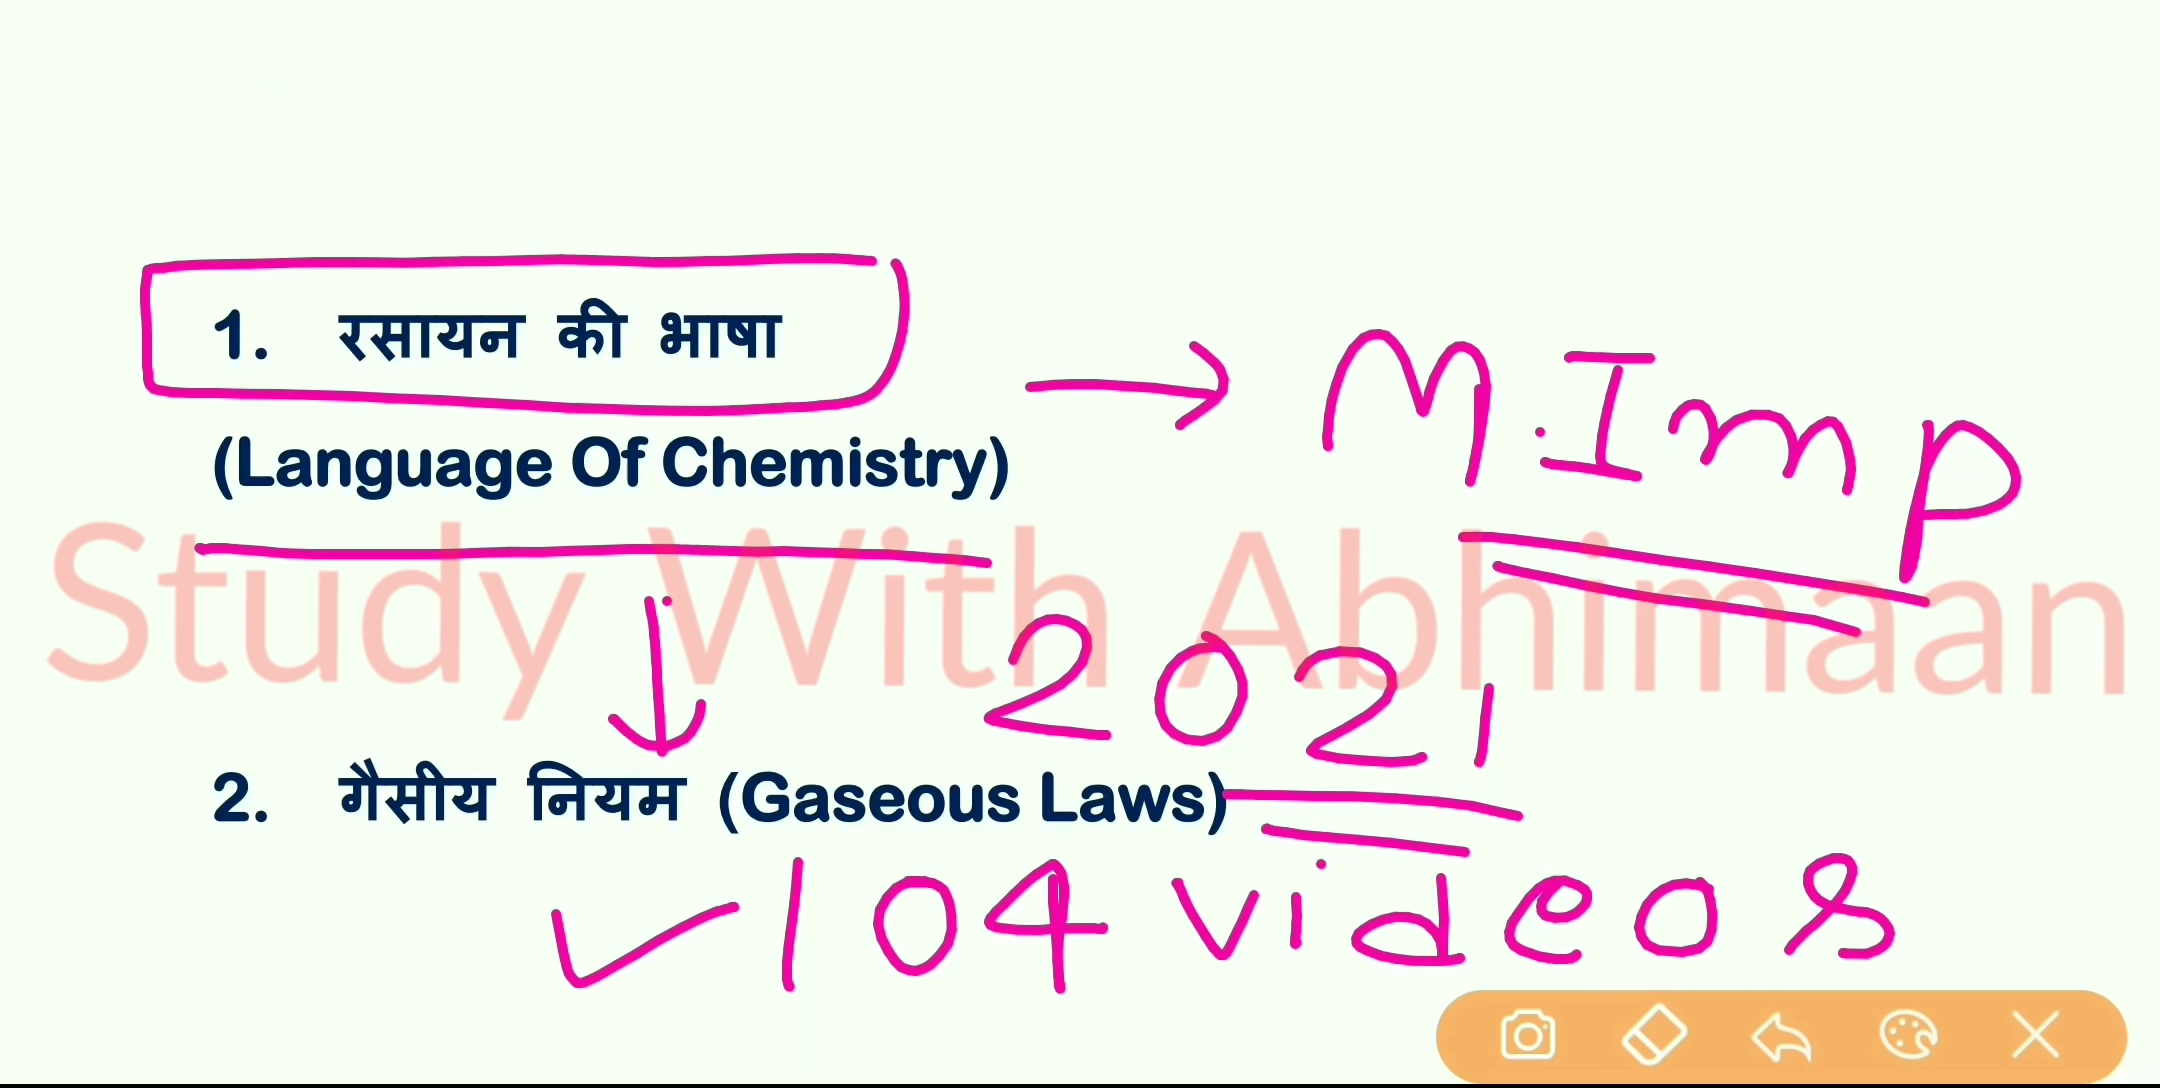 1. रसायन की भाषा
(Language Of Chemistry)
→ M.Imp
Study With Abhimaan
2021
2. गैसीय नियम (Gaseous Laws)
✓ 104 videos